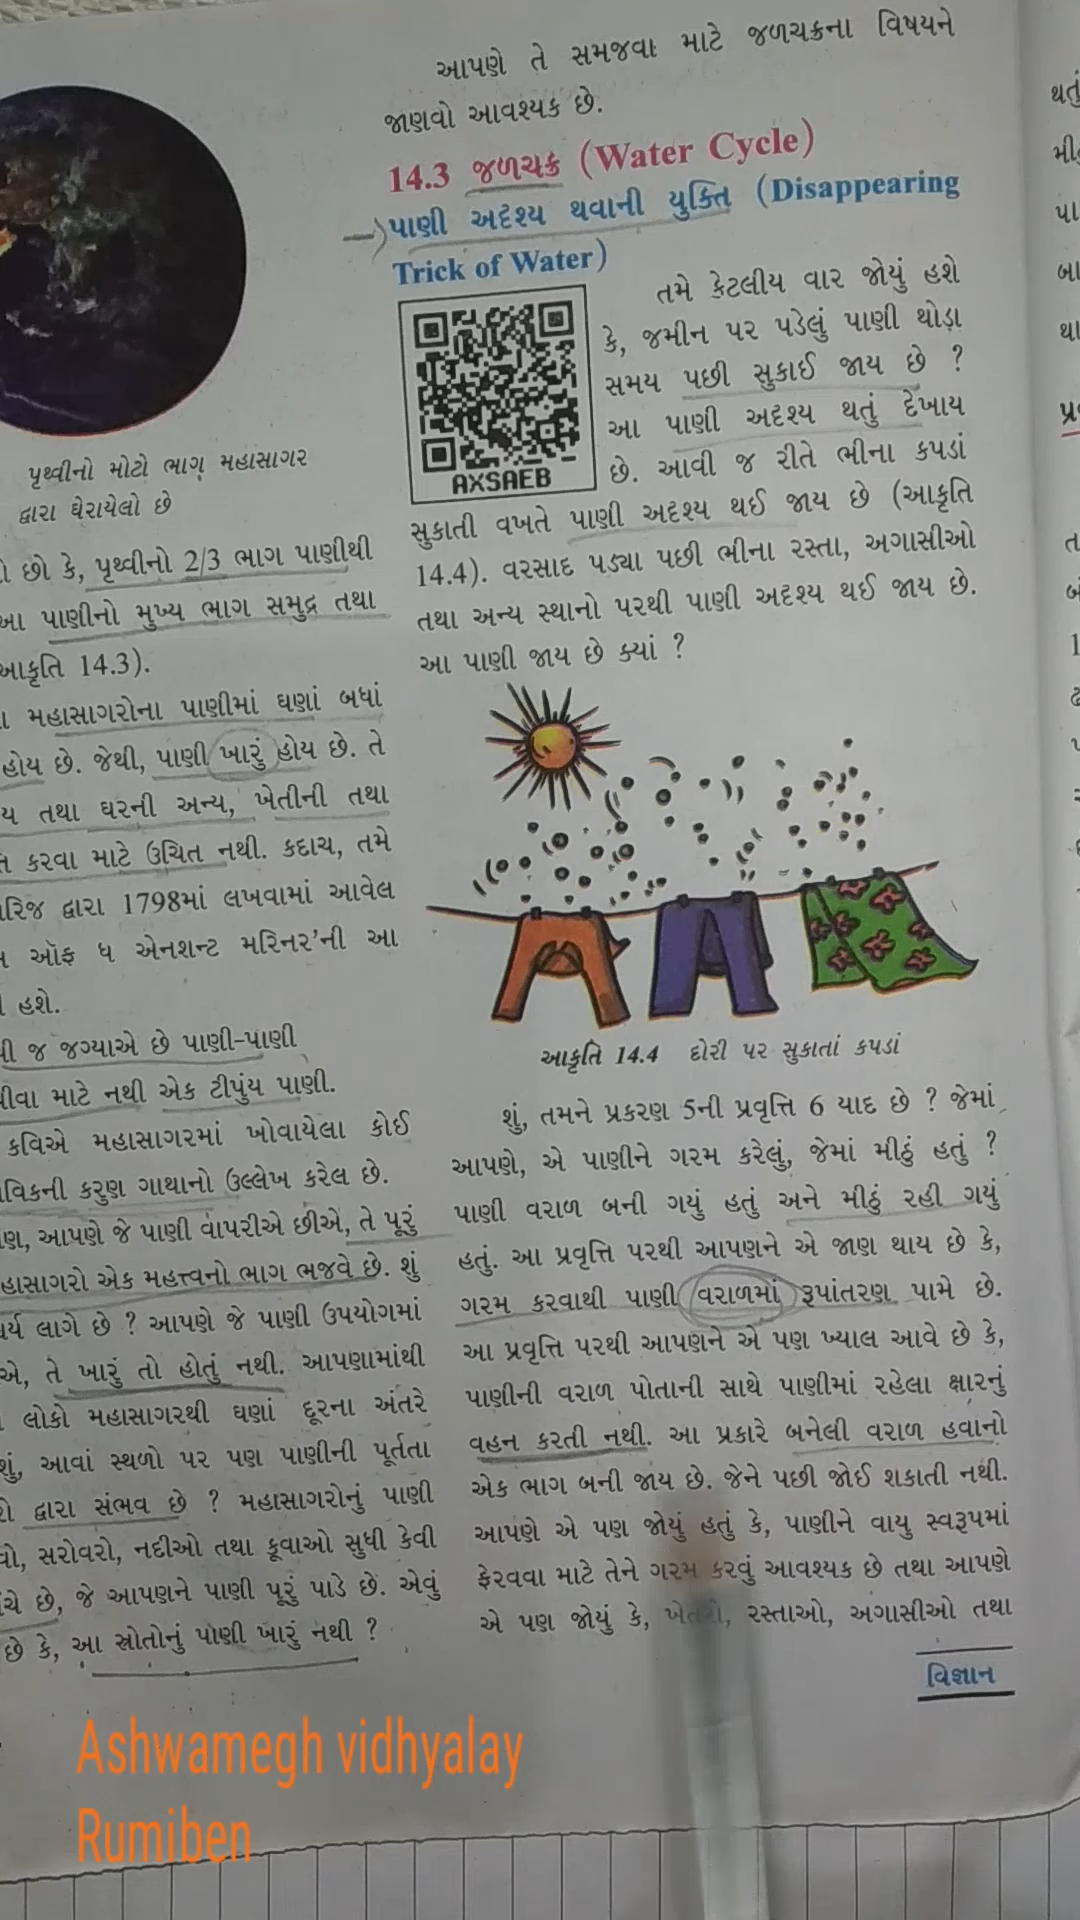 પૃથ્વીનો મોટો ભાગ મહાસાગર
દ્વારા ઘેરાયેલો છે
છો કે, પૃથ્વીનો 2/3 ભાગ પાણીથી
આ પાણીનો મુખ્ય ભાગ સમુદ્ર તથા
આકૃતિ 14.3).
મહાસાગરોના પાણીમાં ઘણાં બધાં
હોય છે. જેથી, પાણી ખારું હોય છે. તે
તથા ઘરની અન્ય, ખેતીની તથા
કરવા માટે ઉચિત નથી. કદાચ, તમે
દ્વારા 1798માં લખવામાં આવેલ
ઑફ ધ એનશન્ટ મરિનર'ની આ
હશે.
જ જગ્યાએ છે પાણી-પાણી
પીવા માટે નથી એક ટીપુંય પાણી.
કવિએ મહાસાગરમાં ખોવાયેલા કોઈ
કરુણ ગાથાનો ઉલ્લેખ કરેલ છે.
આપણે જે પાણી વાપરીએ છીએ, તે પૂરું
એક મહત્ત્વનો ભાગ ભજવે છે. શું
લાગે છે ? આપણે જે પાણી ઉપયોગમાં
તે ખારું તો હોતું નથી. આપણામાંથી
લોકો મહાસાગરથી ઘણાં દૂરના અંતરે
શું, આવાં સ્થળો પર પણ પાણીની પૂર્તતા
દ્વારા સંભવ છે ? મહાસાગરોનું પાણી
સરોવરો, નદીઓ તથા કૂવાઓ સુધી કેવી
છે, જે આપણને પાણી પૂરું પાડે છે. એવું
છે કે, આ સ્રોતોનું પાણી ખારું નથી ?
આપણે તે સમજવા માટે જળચક્રના વિષયને
જાણવો આવશ્યક છે.
14.3 જળચક્ર (Water Cycle)
પાણી અદૃશ્ય થવાની યુક્તિ (Disappearing
Trick of Water)
તમે કેટલીય વાર જોયું હશે
કે, જમીન પર પડેલું પાણી થોડા
સમય પછી સુકાઈ જાય છે ?
આ પાણી અદૃશ્ય થતું દેખાય
છે. આવી જ રીતે ભીના કપડાં
AXSAEB
સુકાતી વખતે પાણી અદૃશ્ય થઈ જાય છે (આકૃતિ
14.4). વરસાદ પડ્યા પછી ભીના રસ્તા, અગાસીઓ
તથા અન્ય સ્થાનો પરથી પાણી અદૃશ્ય થઈ જાય છે.
આ પાણી જાય છે ક્યાં ?
આકૃતિ 14.4 દોરી પર સુકાતાં કપડાં
શું, તમને પ્રકરણ 5ની પ્રવૃત્તિ 6 યાદ છે ? જેમાં
આપણે, એ પાણીને ગરમ કરેલું, જેમાં મીઠું હતું ?
પાણી વરાળ બની ગયું હતું અને મીઠું રહી ગયું
હતું. આ પ્રવૃત્તિ પરથી આપણને એ જાણ થાય છે કે,
ગરમ કરવાથી પાણી વરાળમાં રૂપાંતરણ પામે છે.
આ પ્રવૃત્તિ પરથી આપણને એ પણ ખ્યાલ આવે છે કે,
પાણીની વરાળ પોતાની સાથે પાણીમાં રહેલા ક્ષારનું
વહન કરતી નથી. આ પ્રકારે બનેલી વરાળ હવાનો
એક ભાગ બની જાય છે. જેને પછી જોઈ શકાતી નથી.
આપણે એ પણ જોયું હતું કે, પાણીને વાયુ સ્વરૂપમાં
ફેરવવા માટે તેને ગરમ કરવું આવશ્યક છે તથા આપણે
એ પણ જોયું કે, ખેતરો, રસ્તાઓ, અગાસીઓ તથા
વિજ્ઞાન
થતું
પા
બા
થા
Ashwamegh vidhyalay
Rumiben